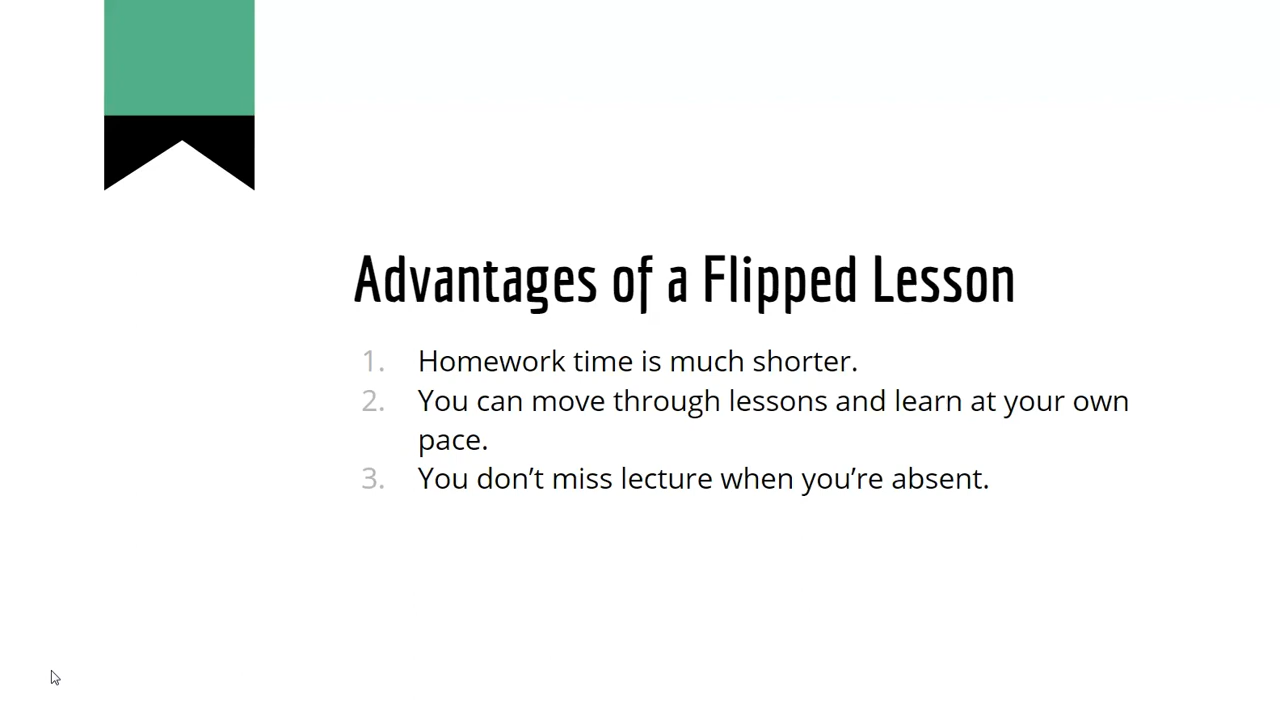 Advantages of a Flipped Lesson
1. Homework time is much shorter.
2. You can move through lessons and learn at your own
pace.
3. You don’t miss lecture when you’re absent.